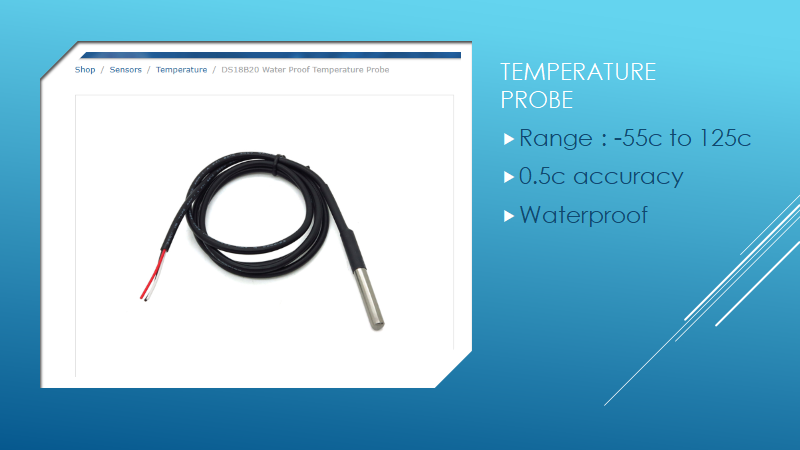 Shop / Sensors / Temperature / DS18B20 Water Proof Temperature Probe
TEMPERATURE
PROBE
Range : -55c to 125c
0.5c accuracy
Waterproof